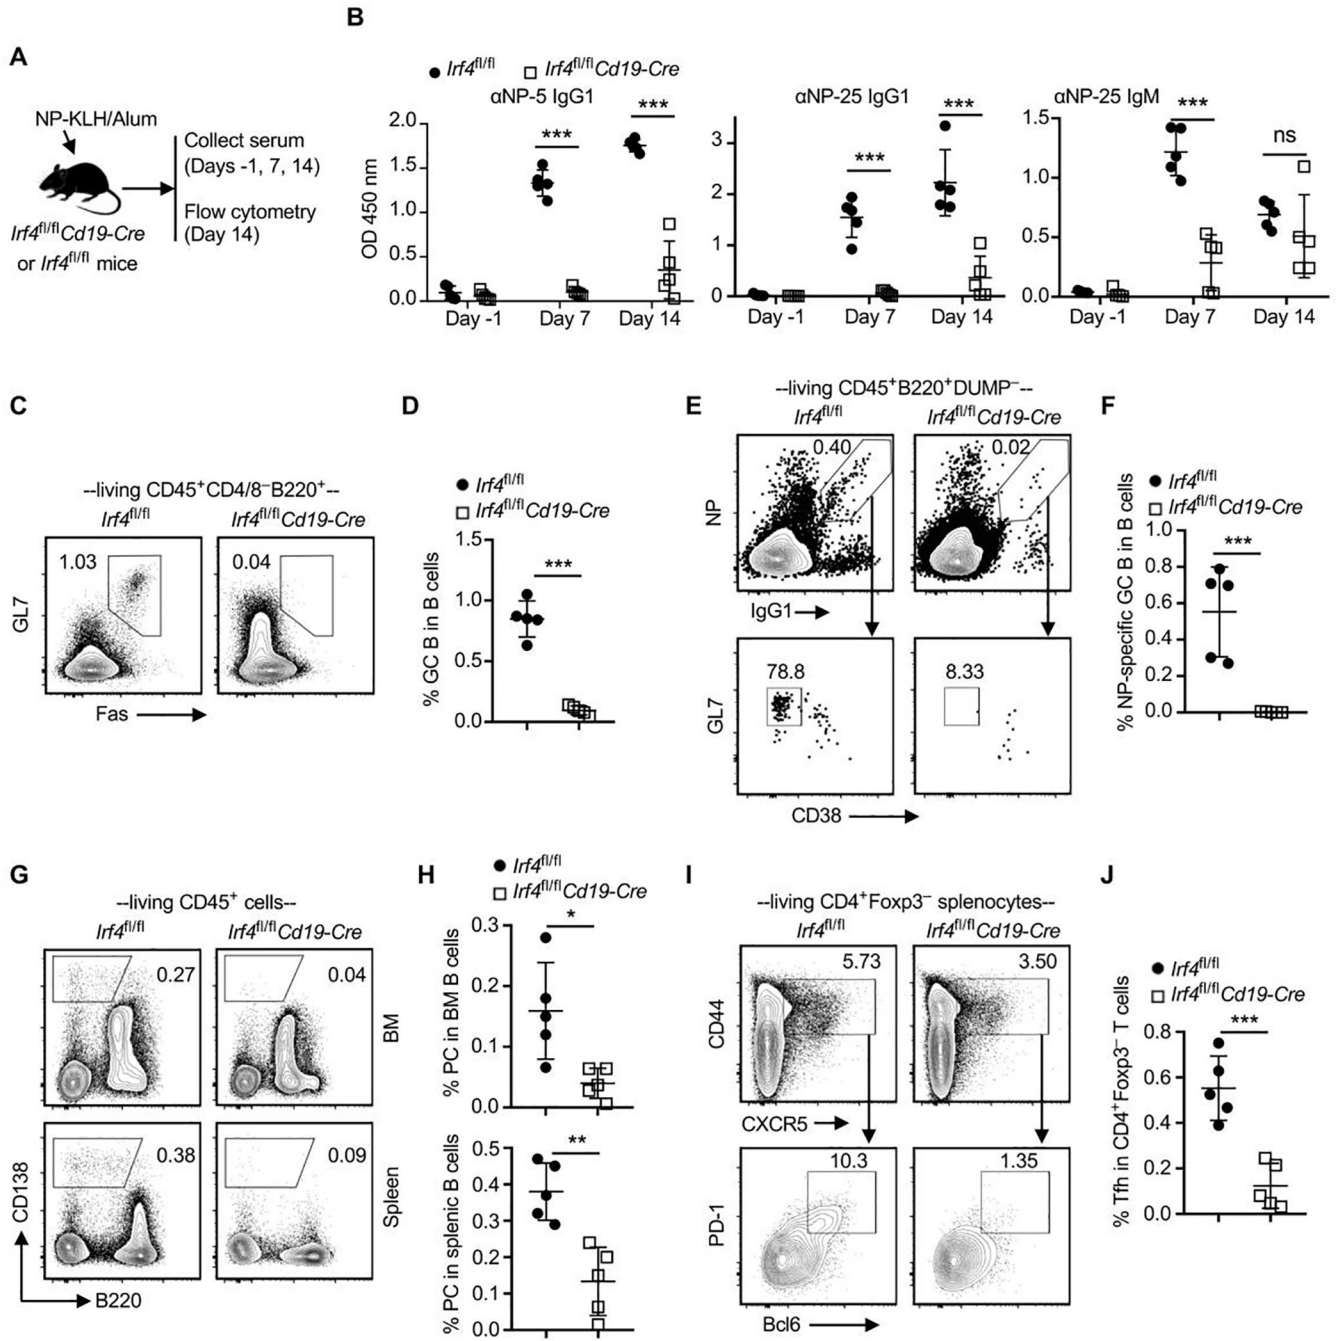 A
NP-KLH/Alum
Irf4fl/flCd19-Cre
or Irf4fl/fl mice
Collect serum
(Days -1, 7, 14)
Flow cytometry
(Day 14)
B
Irf4fl/fl
Irf4fl/flCd19-Cre
αNP-5 IgG1
αNP-25 IgG1
αNP-25 IgM
OD 450 nm
2.0
1.5
1.0
0.5
0.0
***
***
Day -1
Day 7
Day 14
3
2
1
0
***
***
Day -1
Day 7
Day 14
1.5
1.0
0.5
0.0
***
ns
Day -1
Day 7
Day 14
C
--living CD45+CD4/8–B220+--
Irf4fl/fl
Irf4fl/flCd19-Cre
1.03
0.04
GL7
Fas
D
Irf4fl/fl
Irf4fl/flCd19-Cre
% GC B in B cells
1.5
1.0
0.5
0.0
***
E
--living CD45+B220+DUMP–--
Irf4fl/fl
Irf4fl/flCd19-Cre
0.40
0.02
NP
IgG1
78.8
8.33
GL7
CD38
F
Irf4fl/fl
Irf4fl/flCd19-Cre
% NP-specific GC B in B cells
1.0
0.8
0.6
0.4
0.2
0.0
***
G
--living CD45+ cells--
Irf4fl/fl
Irf4fl/flCd19-Cre
0.27
0.04
BM
0.38
0.09
Spleen
CD138
B220
H
Irf4fl/fl
Irf4fl/flCd19-Cre
% PC in BM B cells
0.3
0.2
0.1
0.0
*
% PC in splenic B cells
0.5
0.4
0.3
0.2
0.1
0.0
**
I
--living CD4+Foxp3– splenocytes--
Irf4fl/fl
Irf4fl/flCd19-Cre
5.73
3.50
CD44
CXCR5
10.3
1.35
PD-1
Bcl6
J
Irf4fl/fl
Irf4fl/flCd19-Cre
% Tfh in CD4+Foxp3– T cells
0.8
0.6
0.4
0.2
0.0
***